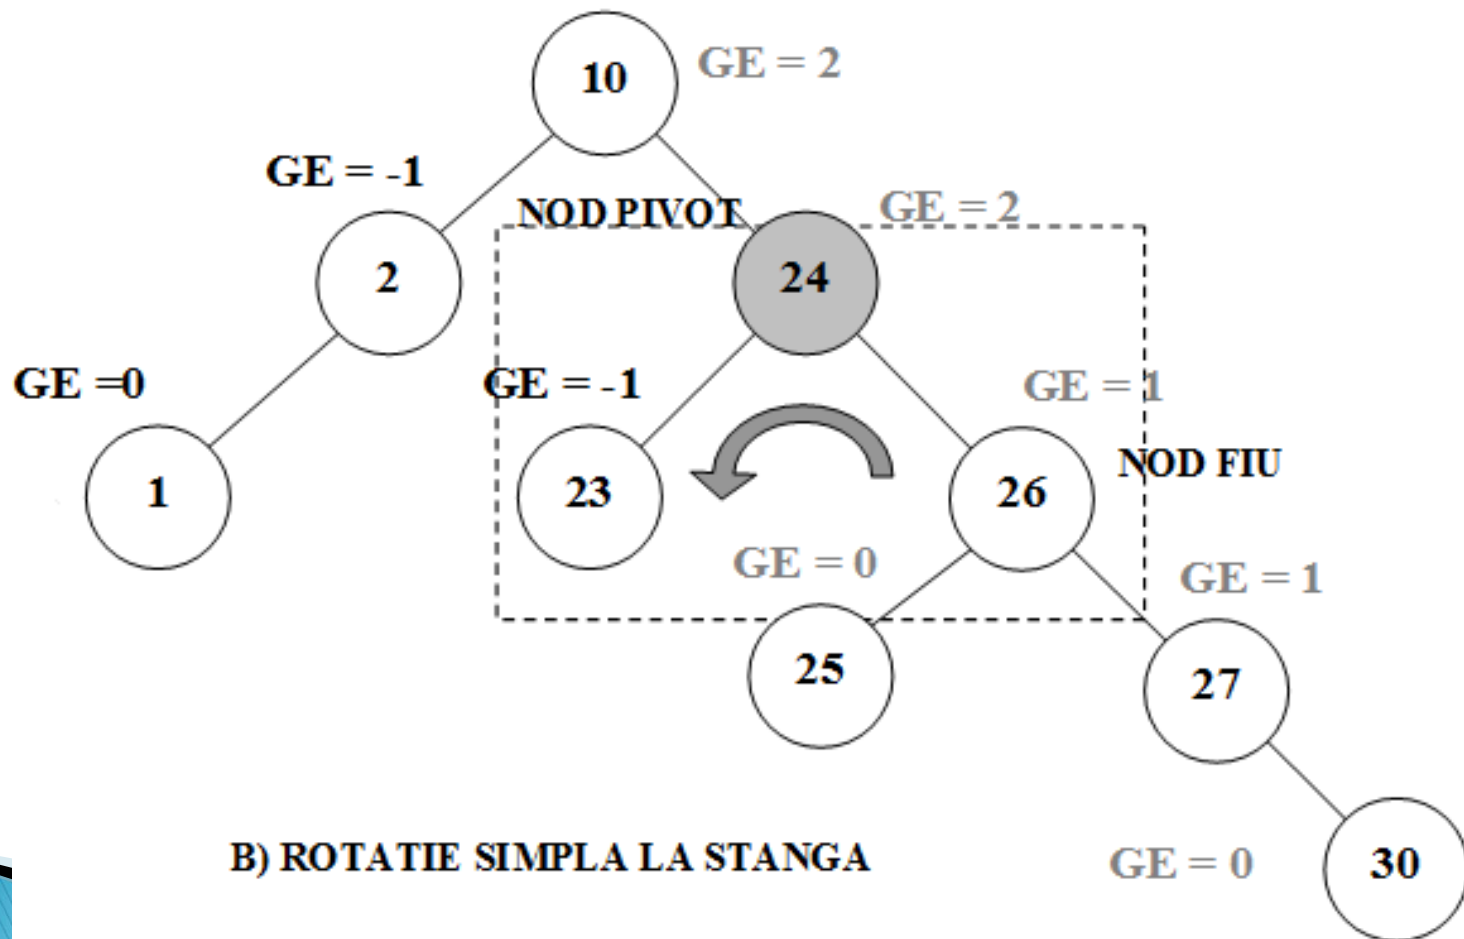 10
GE = 2
GE = -1
NOD PIVOT
GE = 2
2
24
GE =0
GE = -1
GE = 1
1
23
26
NOD FIU
GE = 0
GE = 1
25
27
B) ROTATIE SIMPLA LA STANGA
GE = 0
30